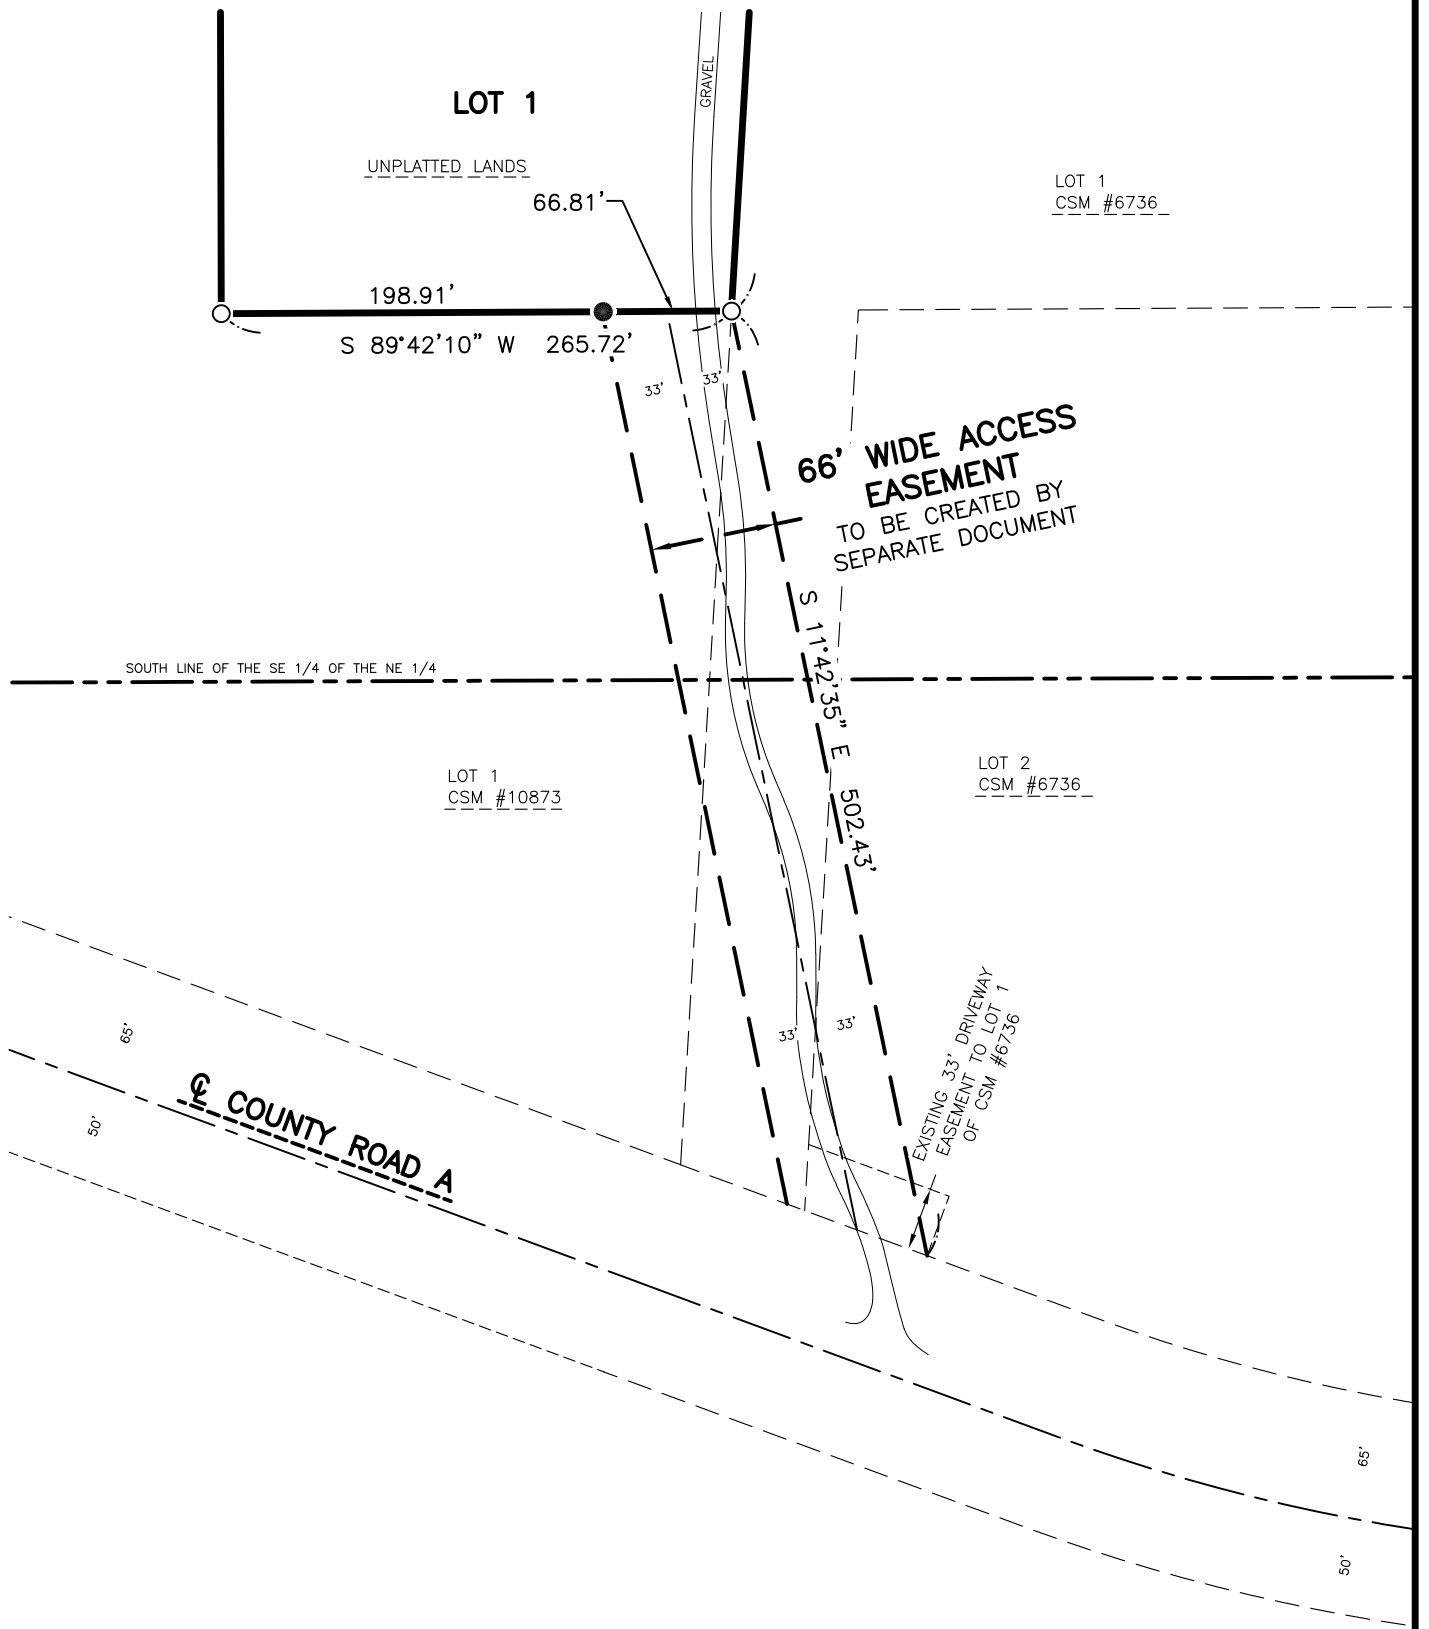 GRAVEL
LOT 1
UNPLATTED LANDS
66.81'
LOT 1
CSM #6736
198.91'
S 89°42'10" W 265.72'
33'
33'
66' WIDE ACCESS
EASEMENT
TO BE CREATED BY
SEPARATE DOCUMENT
S 11°42'35" E 502.43'
SOUTH LINE OF THE SE 1/4 OF THE NE 1/4
LOT 1
CSM #10873
LOT 2
CSM #6736
65'
33'
33'
EXISTING 33' DRIVEWAY
EASEMENT TO LOT 1
OF CSM #6736
℄ COUNTY ROAD A
50'
65'
50'